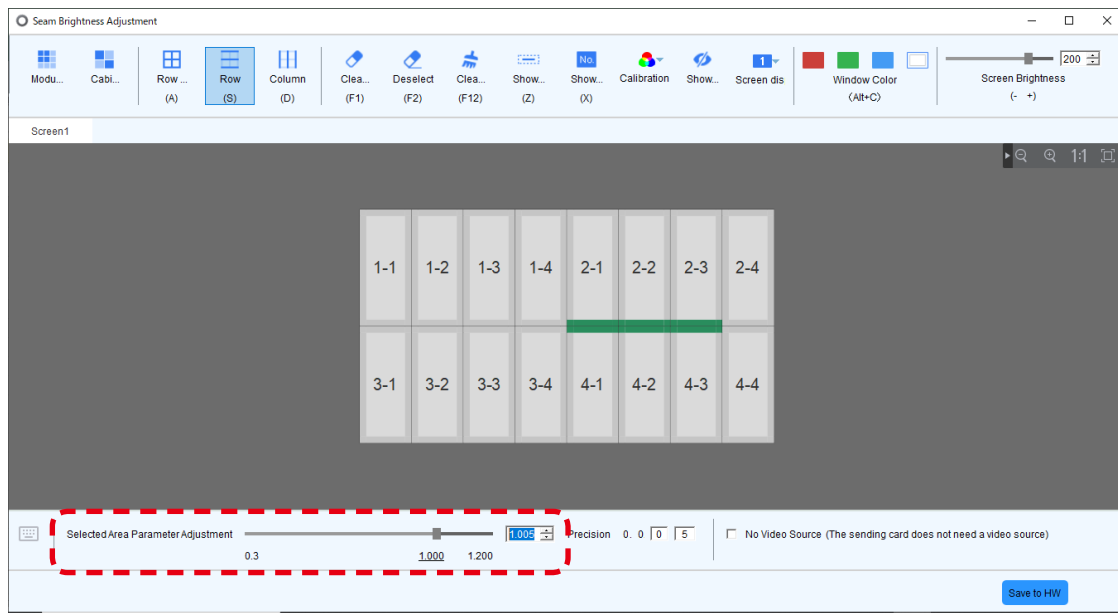 Seam Brightness Adjustment
Modu... Cabi... Row ... Row Column Clea... Deselect Clea... Show... No. Show... Calibration Show... 1 Screen dis Window Color 200 Screen Brightness
(A) (S) (D) (F1) (F2) (F12) (Z) (X) (Alt+C) (- +)
Screen1
1:1
1-1 1-2 1-3 1-4 2-1 2-2 2-3 2-4
3-1 3-2 3-3 3-4 4-1 4-2 4-3 4-4
Selected Area Parameter Adjustment 1.005 Precision 0. 0 0 5 No Video Source (The sending card does not need a video source)
0.3 1.000 1.200
Save to HW